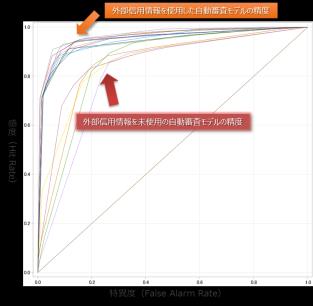 外部信用情報を使用した自動審査モデルの精度
1.0
0.8
外部信用情報を未使用の自動審査モデルの精度
0.6
感度（Hit Rate）
0.4
0.2
0.0
0.0 0.2 0.4 0.6 0.8 1.0
特異度（False Alarm Rate）